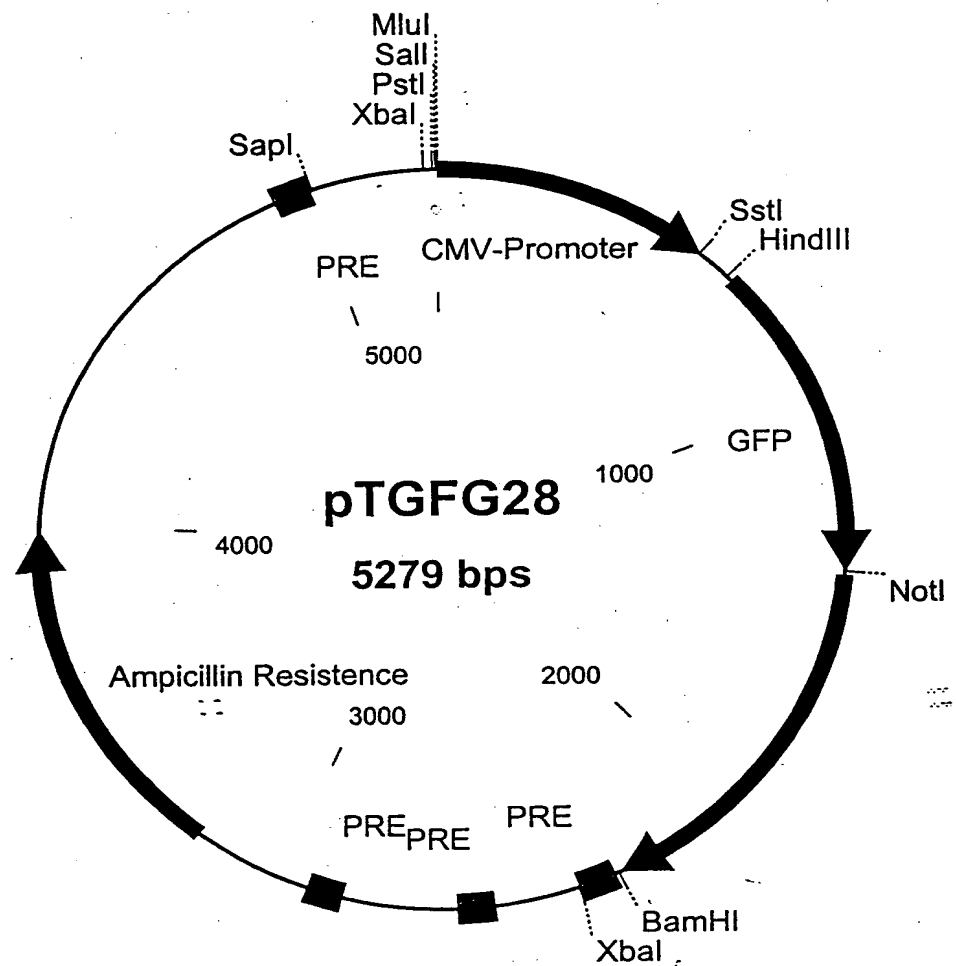 MluI
SalI
PstI
XbaI
SapI
SstI
HindIII
CMV-Promoter
PRE
5000
GFP
1000
pTGFG28
4000
5279 bps
NotI
Ampicillin Resistence
2000
3000
PRE
PRE
PRE
BamHI
XbaI